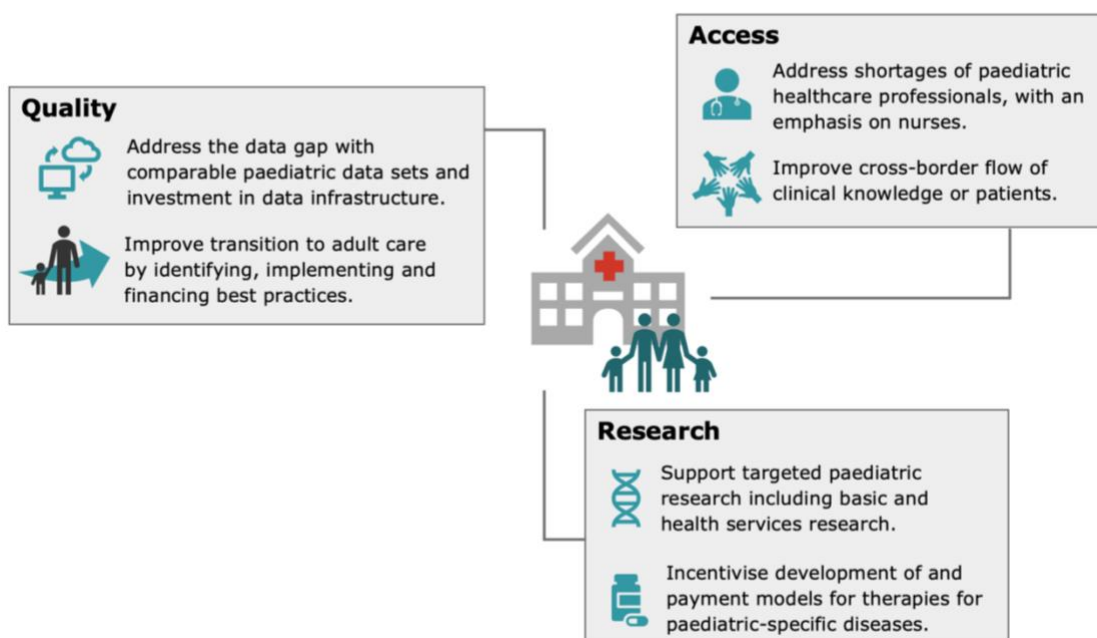 Access
Address shortages of paediatric
healthcare professionals, with an
emphasis on nurses.
Improve cross-border flow of
clinical knowledge or patients.
Quality
Address the data gap with
comparable paediatric data sets and
investment in data infrastructure.
Improve transition to adult care
by identifying, implementing and
financing best practices.
Research
Support targeted paediatric
research including basic and
health services research.
Incentivise development of and
payment models for therapies for
paediatric-specific diseases.